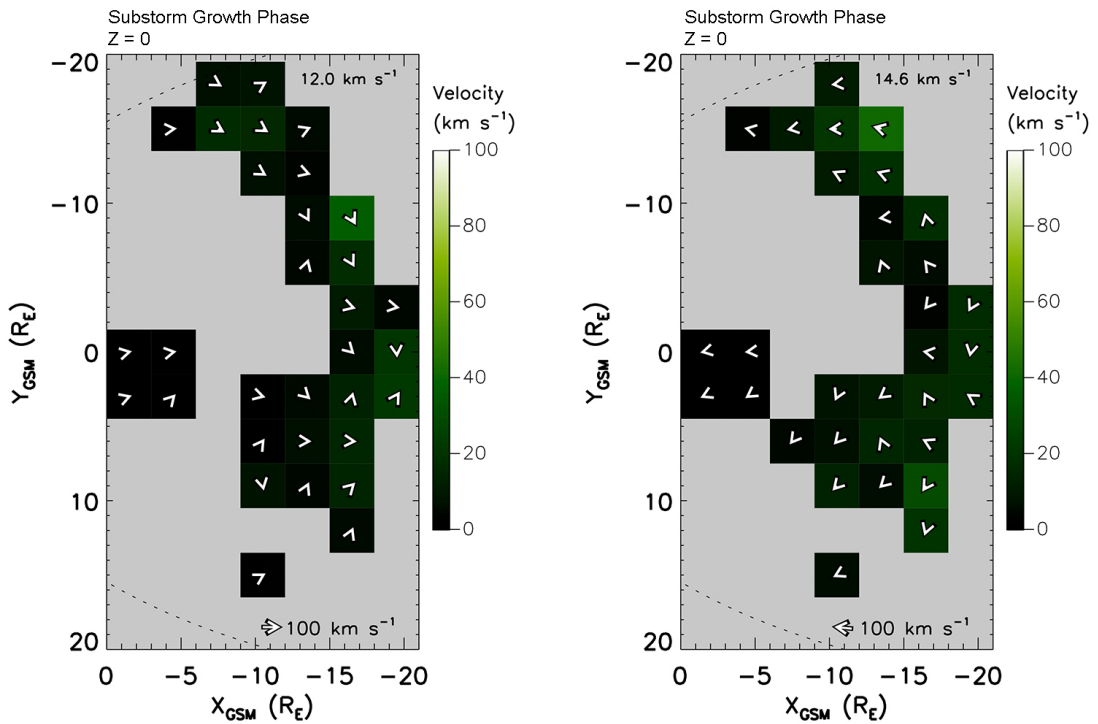 Substorm Growth Phase
Z = 0
12.0 km s⁻¹
−20
−10
0
10
20
Y_GSM (R_E)
0 −5 −10 −15 −20
X_GSM (R_E)
100 km s⁻¹
Velocity
(km s⁻¹)
100
80
60
40
20
0
Substorm Growth Phase
Z = 0
14.6 km s⁻¹
−20
−10
0
10
20
Y_GSM (R_E)
0 −5 −10 −15 −20
X_GSM (R_E)
100 km s⁻¹
Velocity
(km s⁻¹)
100
80
60
40
20
0